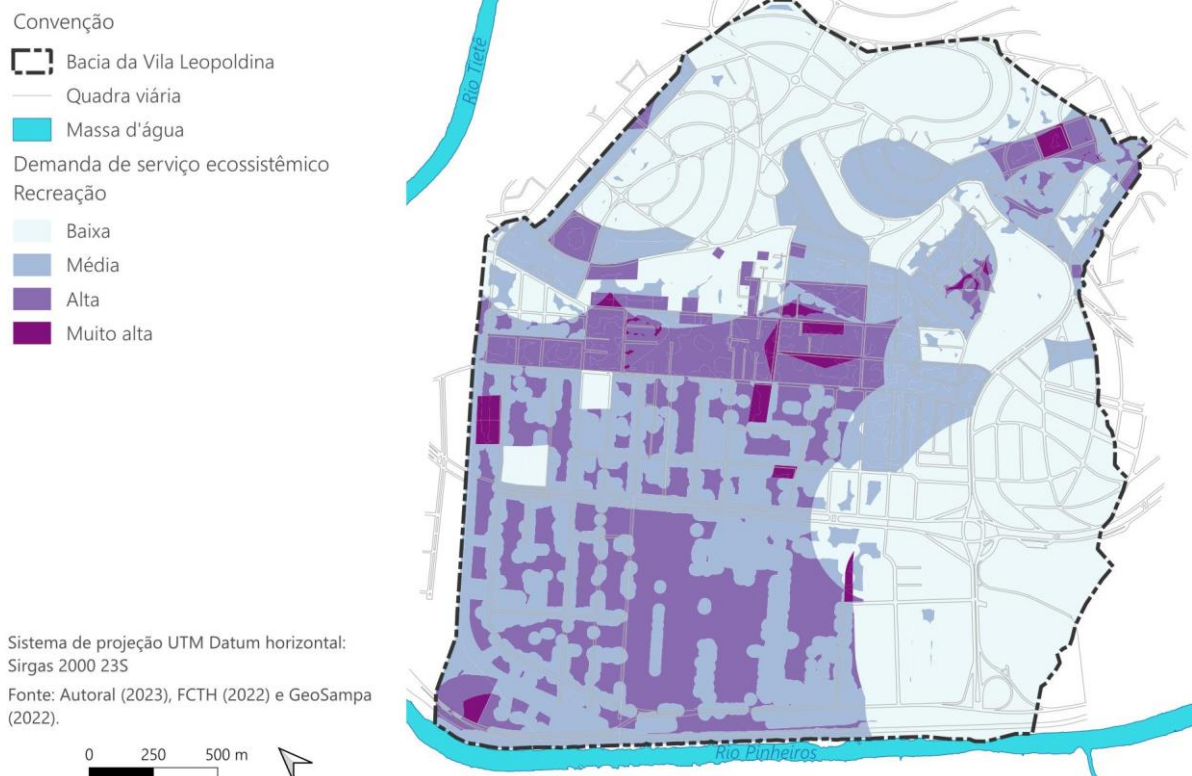 Convenção
Bacia da Vila Leopoldina
Quadra viária
Massa d'água
Demanda de serviço ecossistêmico
Recreação
Baixa
Média
Alta
Muito alta
Sistema de projeção UTM Datum horizontal:
Sirgas 2000 23S
Fonte: Autoral (2023), FCTH (2022) e GeoSampa
(2022).
0 250 500 m
Rio Tietê
Rio Pinheiros